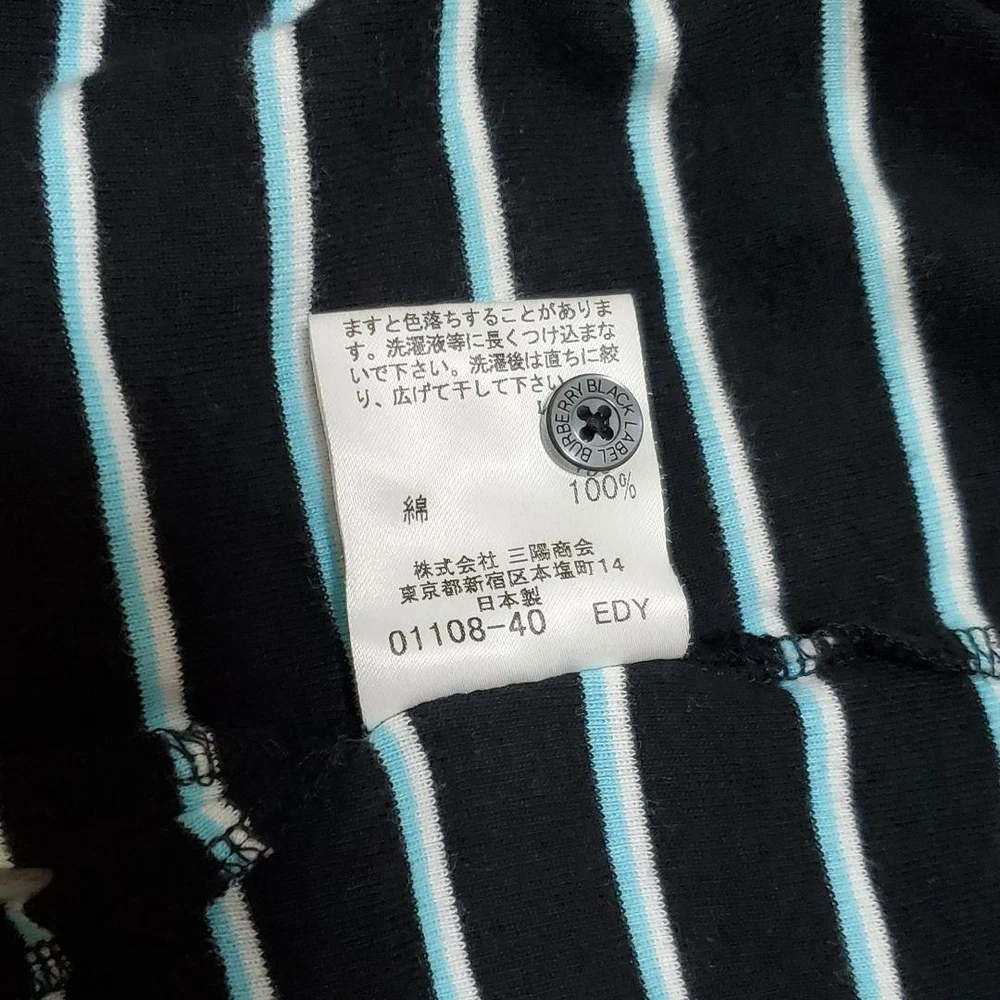 ますと色落ちすることがありま
す。洗濯液等に長くつけ込まな
いで下さい。洗濯後は直ちに絞
り、広げて干して下さい
BURBERRY BLACK LABEL
綿 100%
株式会社 三陽商会
東京都新宿区本塩町14
日本製
01108-40 EDY